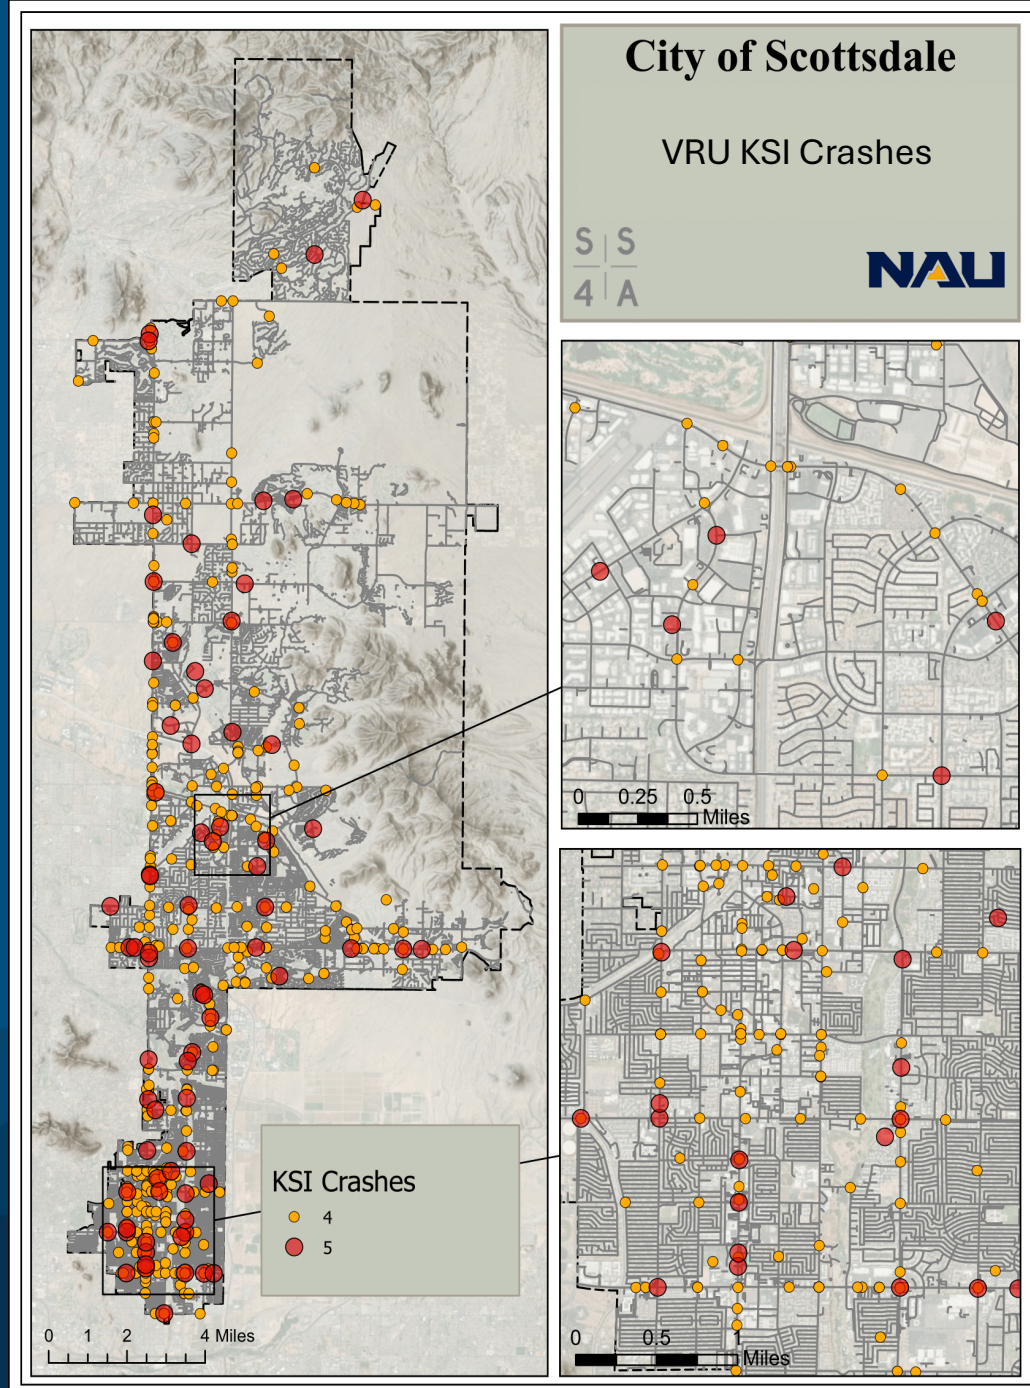 City of Scottsdale
VRU KSI Crashes
S S
4 A
NAU
0 0.25 0.5
Miles
KSI Crashes
4
5
0 1 2 4 Miles
0 0.5 1
Miles